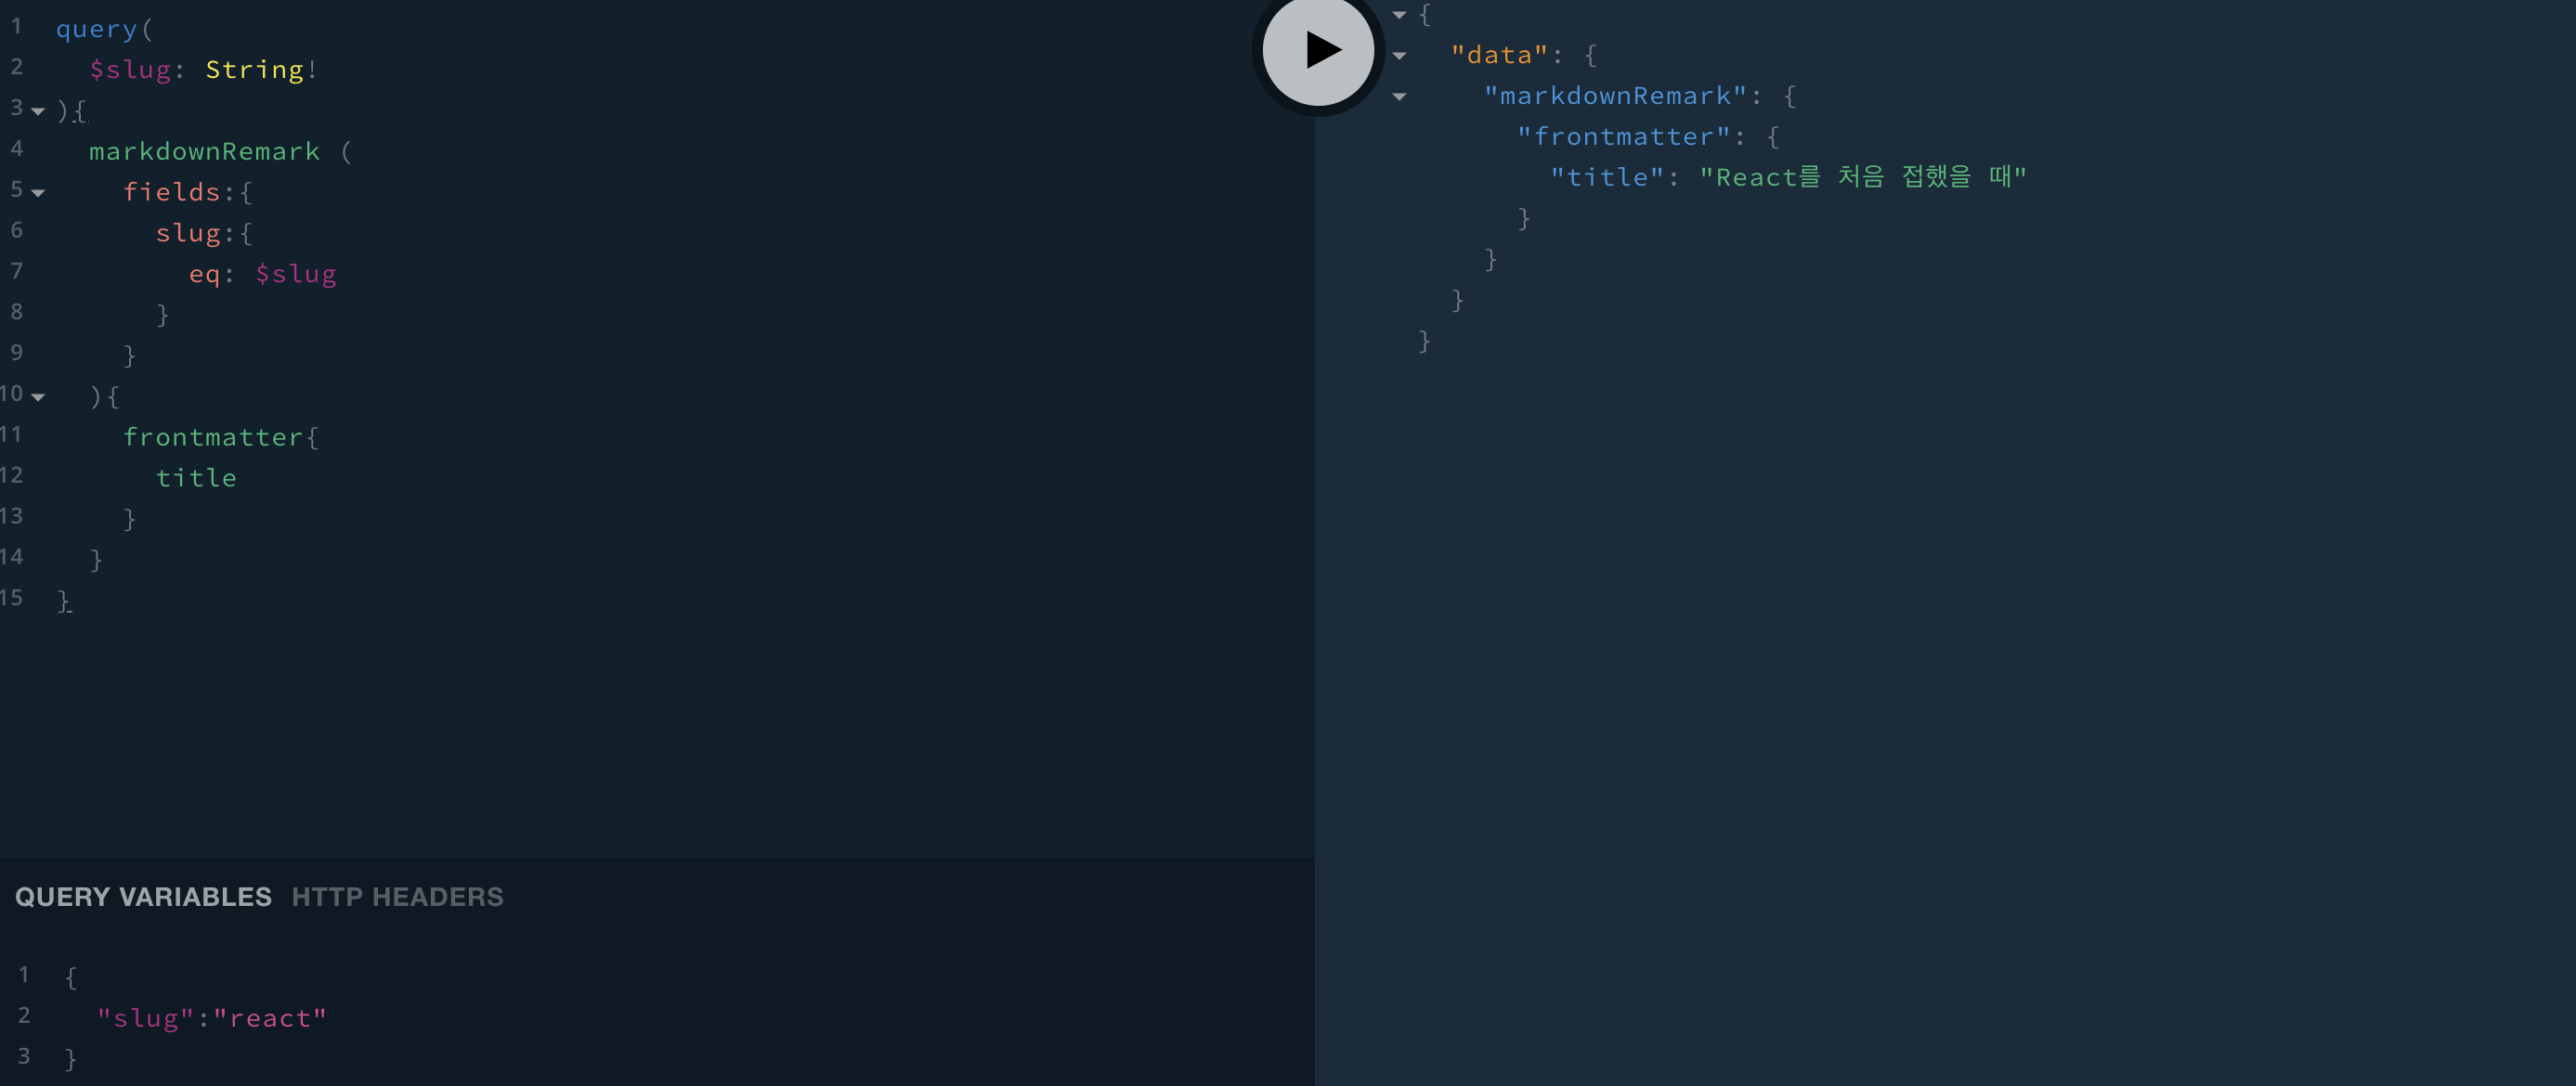 1 query(
2 $slug: String!
3 ){
4 markdownRemark (
5 fields:{
6 slug:{
7 eq: $slug
8 }
9 }
10 ){
11 frontmatter{
12 title
13 }
14 }
15 }
QUERY VARIABLES HTTP HEADERS
1 {
2 "slug":"react"
3 }
{
"data": {
"markdownRemark": {
"frontmatter": {
"title": "React를 처음 접했을 때"
}
}
}
}